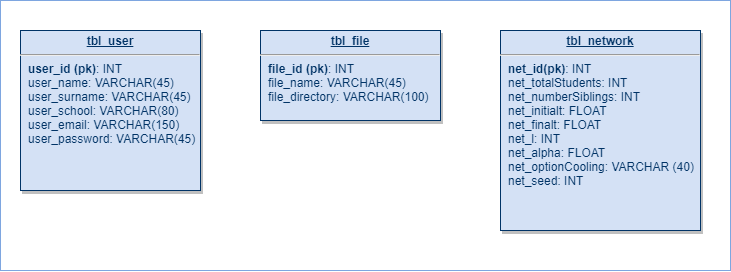 tbl_user
user_id (pk): INT
user_name: VARCHAR(45)
user_surname: VARCHAR(45)
user_school: VARCHAR(80)
user_email: VARCHAR(150)
user_password: VARCHAR(45)
tbl_file
file_id (pk): INT
file_name: VARCHAR(45)
file_directory: VARCHAR(100)
tbl_network
net_id(pk): INT
net_totalStudents: INT
net_numberSiblings: INT
net_initialt: FLOAT
net_finalt: FLOAT
net_l: INT
net_alpha: FLOAT
net_optionCooling: VARCHAR (40)
net_seed: INT